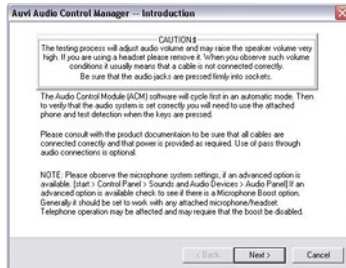 Auvi Audio Control Manager -- Introduction
CAUTION!!
The testing process will adjust audio volume and may raise the speaker volume very
high. If you are using a headset please remove it. When you observe such volume
conditions it usually means that a cable is not connected correctly.
Be sure that the audio jacks are pressed firmly into sockets.
The Audio Control Module (ACM) software will cycle first in an automatic mode. Then
to verify that the audio system is set correctly you will need to use the attached
phone and test detection when the keys are pressed.
Please consult with the product documentaion to be sure that all cables are
connected correctly and that power is provided as required. Use of pass through
audio connections is optional.
NOTE: Please observe the microphone system settings, if an advanced option is
available. [start > Control Panel > Sounds and Audio Devices > Audio Panel] If an
advanced option is available check to see if there is a Microphone Boost option.
Generally it should be set to work with any attached microphone/headset.
Telephone operation may be affected and may require that the boost be disabled.
< Back
Next >
Cancel